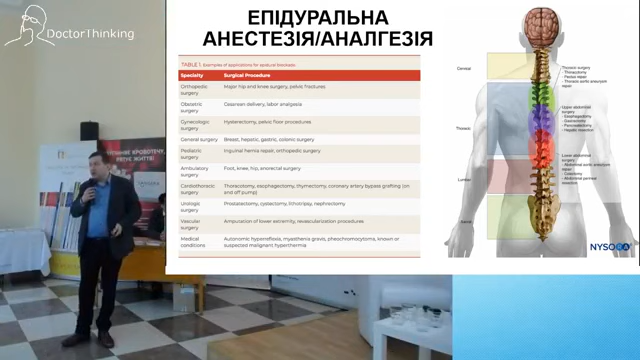 DoctorThinking
ЕПІДУРАЛЬНА
АНЕСТЕЗІЯ/АНАЛГЕЗІЯ
TABLE 1. Examples of applications for epidural blockade.
Specialty Surgical Procedure
Orthopedic surgery Major hip and knee surgery, pelvic fractures
Obstetric surgery Cesarean delivery, labor analgesia
Gynecologic surgery Hysterectomy, pelvic floor procedures
General surgery Breast, hepatic, gastric, colonic surgery
Pediatric surgery Inguinal hernia repair, orthopedic surgery
Ambulatory surgery Foot, knee, hip, anorectal surgery
Cardiothoracic surgery Thoracotomy, esophagectomy, thymectomy, coronary artery bypass grafting (on and off pump)
Urologic surgery Prostatectomy, cystectomy, lithotripsy, nephrectomy
Vascular surgery Amputation of lower extremity, revascularization procedures
Medical conditions Autonomic hyperreflexia, myasthenia gravis, pheochromocytoma, known or suspected malignant hyperthermia
Cervical
Thoracic
Lumbar
Sacral
Thoracic surgery
- Thoracotomy
- Pectus repair
- Thoracic aortic aneurysm repair
Upper abdominal surgery
- Esophagectomy
- Gastrectomy
- Pancreatectomy
- Hepatic resection
Lower abdominal surgery
- Abdominal aortic aneurysm repair
- Colectomy
- Abdominal perineal resection
NYSORA